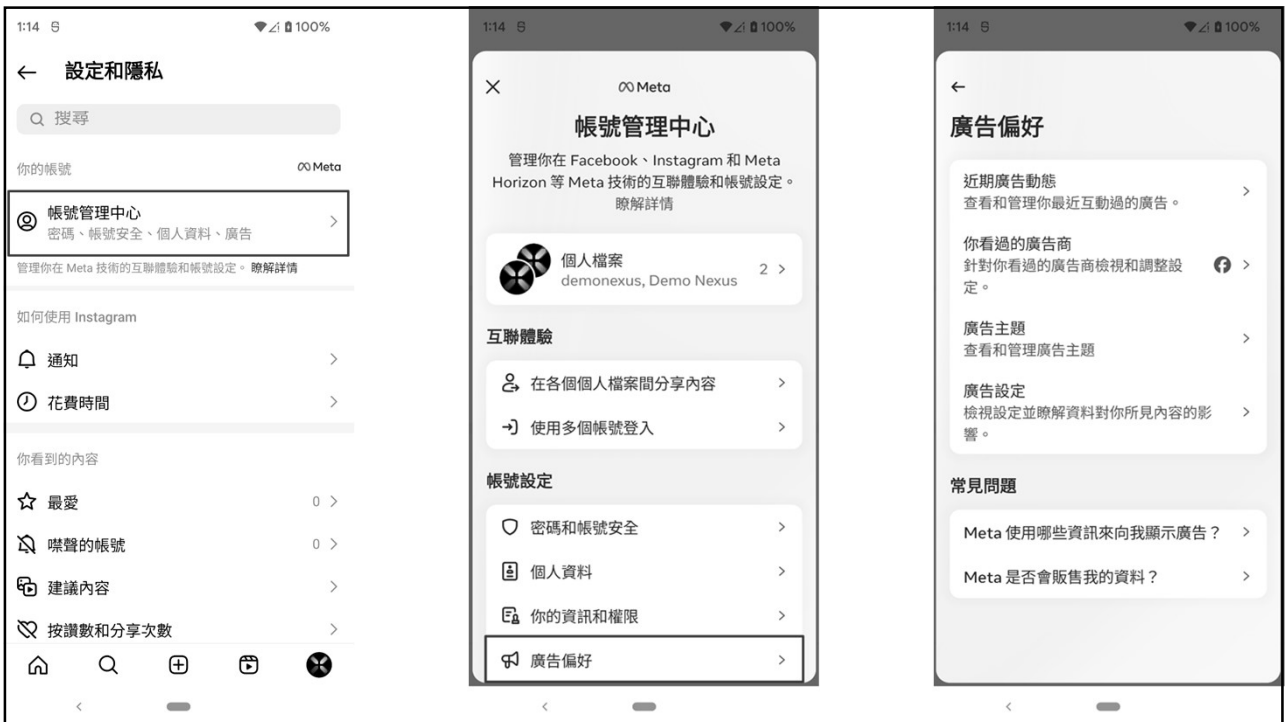 1:14 100%
設定和隱私
搜尋
你的帳號 Meta
帳號管理中心
密碼、帳號安全、個人資料、廣告
管理你在 Meta 技術的互聯體驗和帳號設定。瞭解詳情
如何使用 Instagram
通知
花費時間
你看到的內容
最愛 0
噤聲的帳號 0
建議內容
按讚數和分享次數
1:14 100%
Meta
帳號管理中心
管理你在 Facebook、Instagram 和 Meta
Horizon 等 Meta 技術的互聯體驗和帳號設定。
瞭解詳情
個人檔案 2
demonexus, Demo Nexus
互聯體驗
在各個個人檔案間分享內容
使用多個帳號登入
帳號設定
密碼和帳號安全
個人資料
你的資訊和權限
廣告偏好
1:14 100%
廣告偏好
近期廣告動態
查看和管理你最近互動過的廣告。
你看過的廣告商
針對你看過的廣告商檢視和調整設
定。
廣告主題
查看和管理廣告主題
廣告設定
檢視設定並瞭解資料對你所見內容的影
響。
常見問題
Meta 使用哪些資訊來向我顯示廣告？
Meta 是否會販售我的資料？